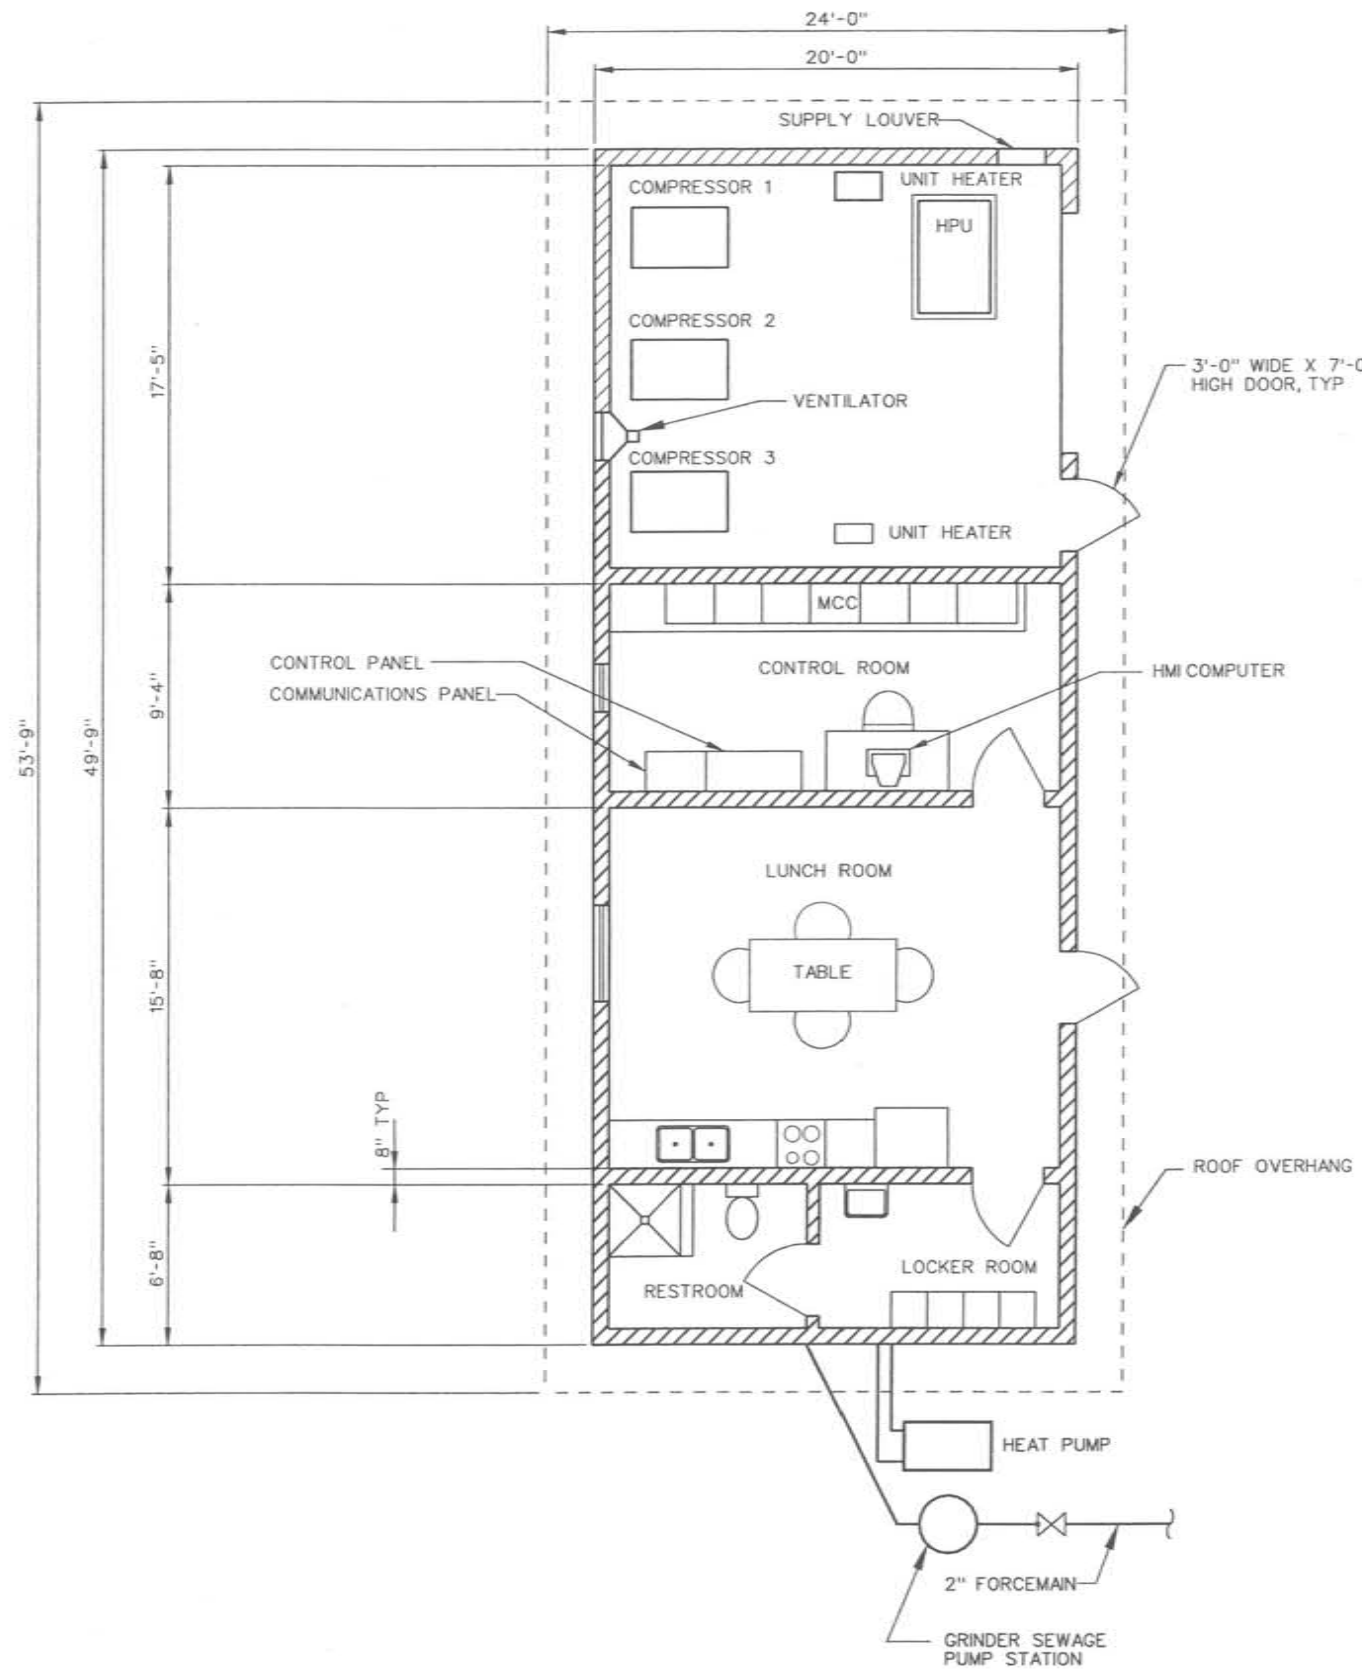 24'-0"
20'-0"
SUPPLY LOUVER
COMPRESSOR 1
UNIT HEATER
HPU
COMPRESSOR 2
17'-5"
3'-0" WIDE X 7'-0
HIGH DOOR, TYP
VENTILATOR
COMPRESSOR 3
UNIT HEATER
MCC
CONTROL PANEL
CONTROL ROOM
HMI COMPUTER
COMMUNICATIONS PANEL
9'-4"
53'-9"
49'-9"
LUNCH ROOM
TABLE
15'-8"
8" TYP
ROOF OVERHANG
6'-8"
LOCKER ROOM
RESTROOM
HEAT PUMP
2" FORCEMAIN
GRINDER SEWAGE
PUMP STATION